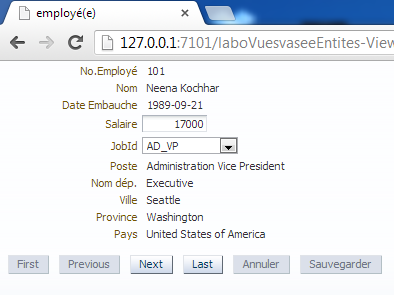 employé(e)
127.0.0.1:7101/laboVuesvaseeEntites-View
No.Employé 101
Nom Neena Kochhar
Date Embauche 1989-09-21
Salaire 17000
JobId AD_VP
Poste Administration Vice President
Nom dép. Executive
Ville Seattle
Province Washington
Pays United States of America
First Previous Next Last Annuler Sauvegarder